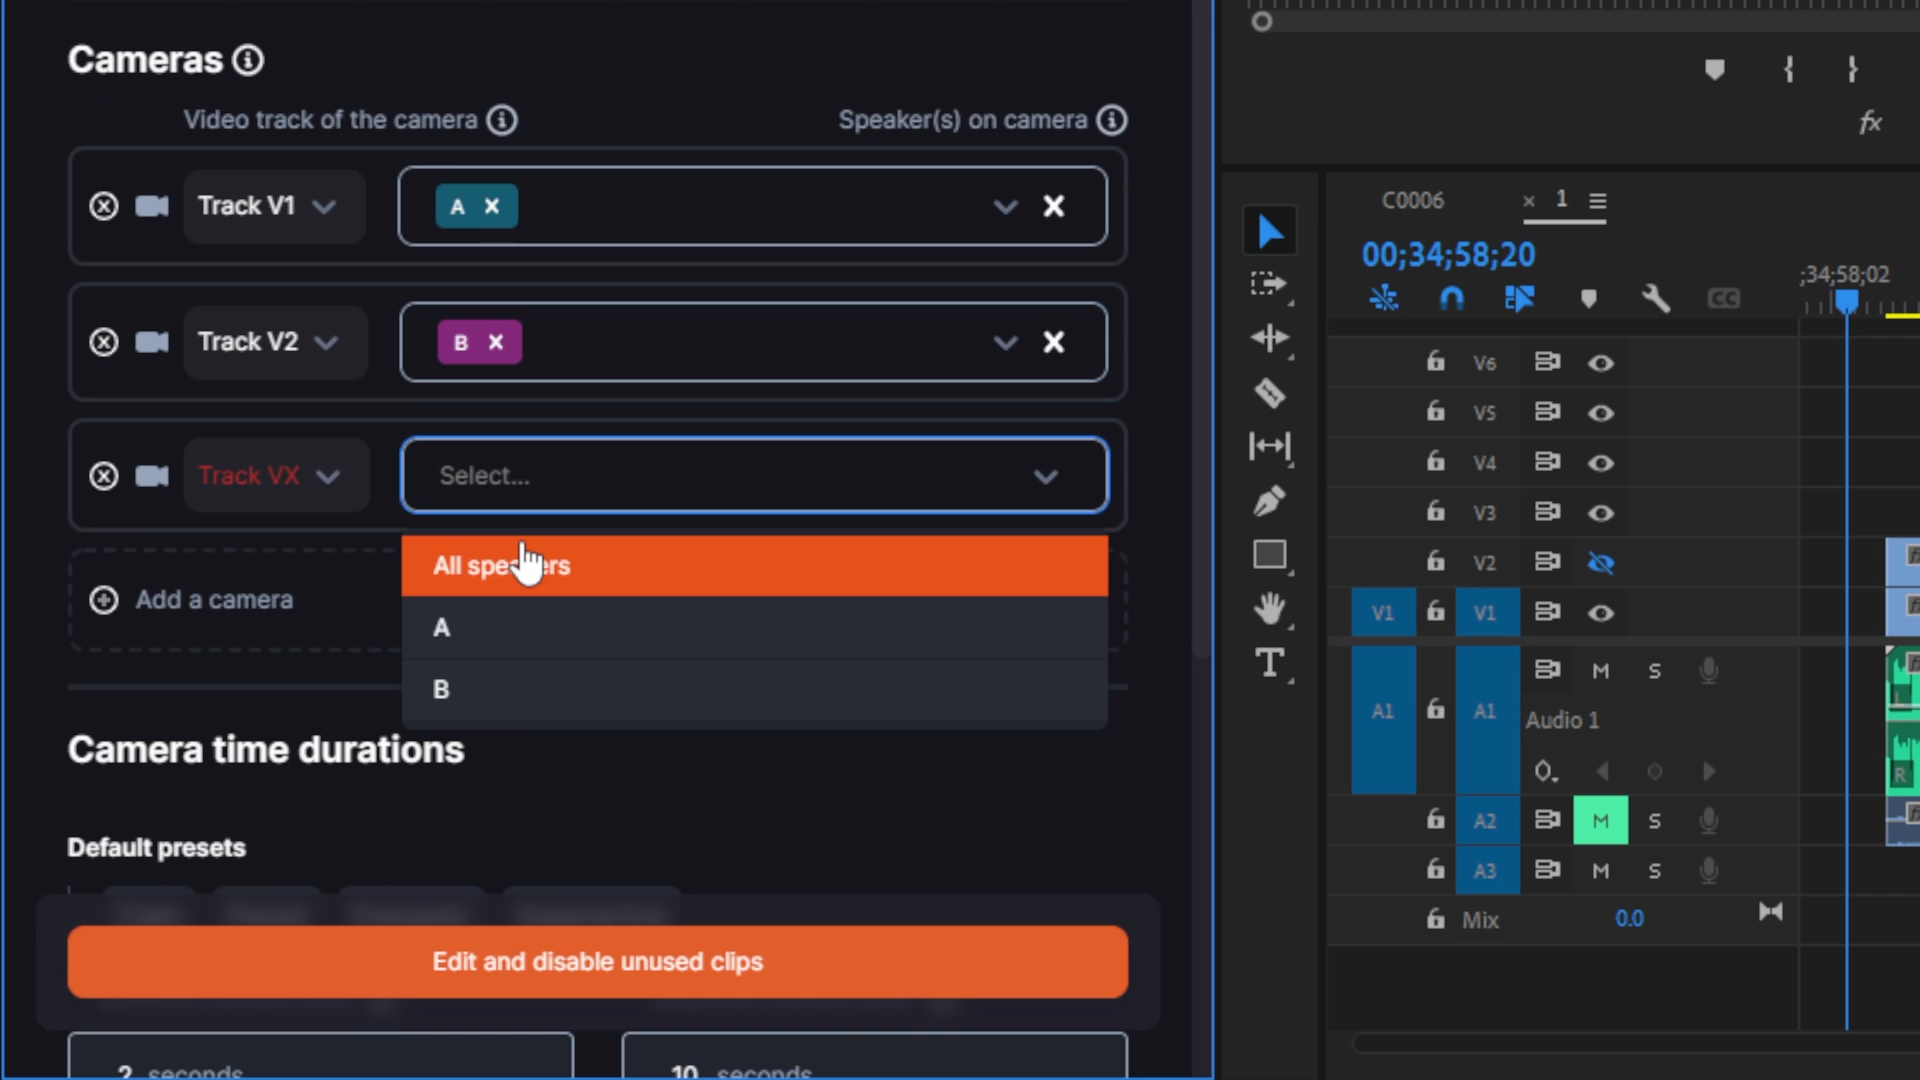 Cameras
Video track of the camera
Speaker(s) on camera
Track V1
A
Track V2
B
Track VX
Select...
All speakers
A
B
Add a camera
Camera time durations
Default presets
Edit and disable unused clips
2 seconds
10 seconds
fx
C0006
1
00;34;58;20
;34;58;02
CC
V6
V5
V4
V3
V2
V1 V1
A1 A1
M S
Audio 1
A2 M S
A3 M S
Mix 0.0
L
R
T